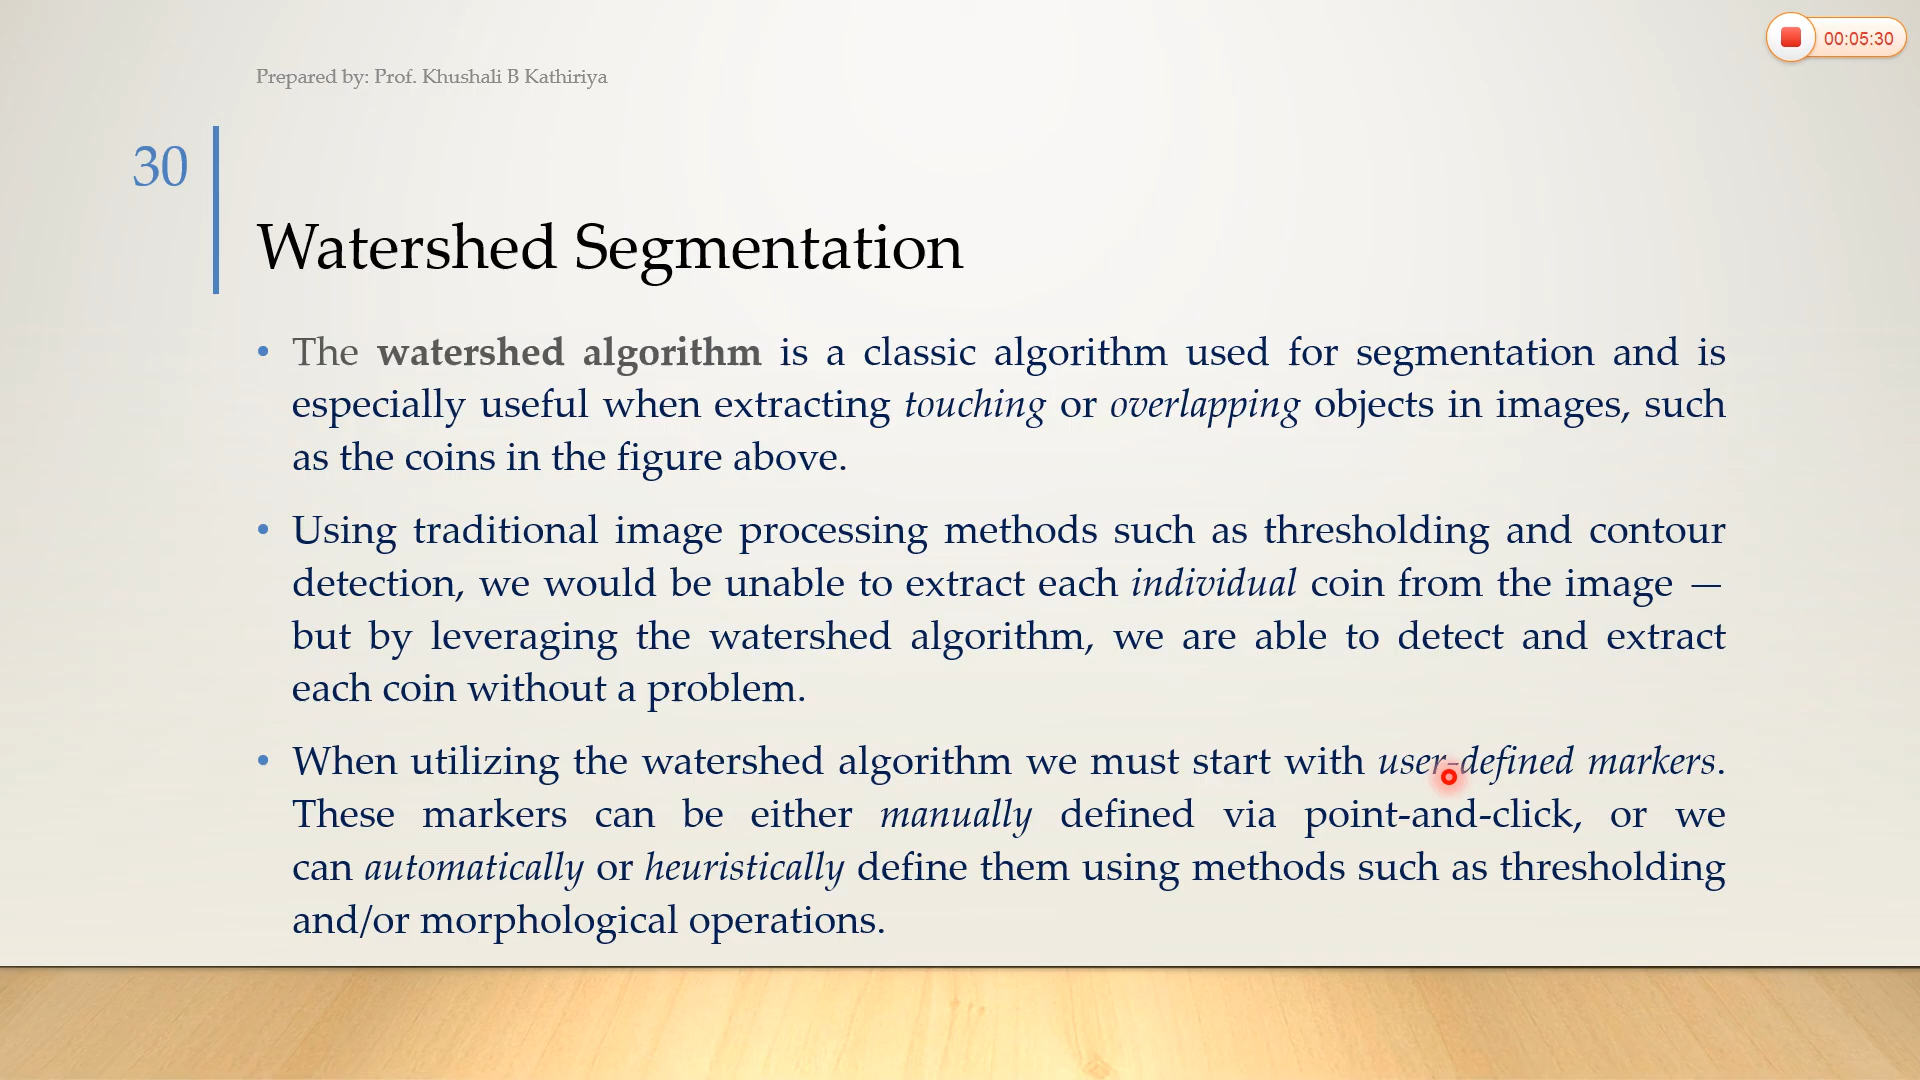 00:05:30
Prepared by: Prof. Khushali B Kathiriya
30
Watershed Segmentation
• The watershed algorithm is a classic algorithm used for segmentation and is
especially useful when extracting touching or overlapping objects in images, such
as the coins in the figure above.
• Using traditional image processing methods such as thresholding and contour
detection, we would be unable to extract each individual coin from the image —
but by leveraging the watershed algorithm, we are able to detect and extract
each coin without a problem.
• When utilizing the watershed algorithm we must start with user-defined markers.
These markers can be either manually defined via point-and-click, or we
can automatically or heuristically define them using methods such as thresholding
and/or morphological operations.